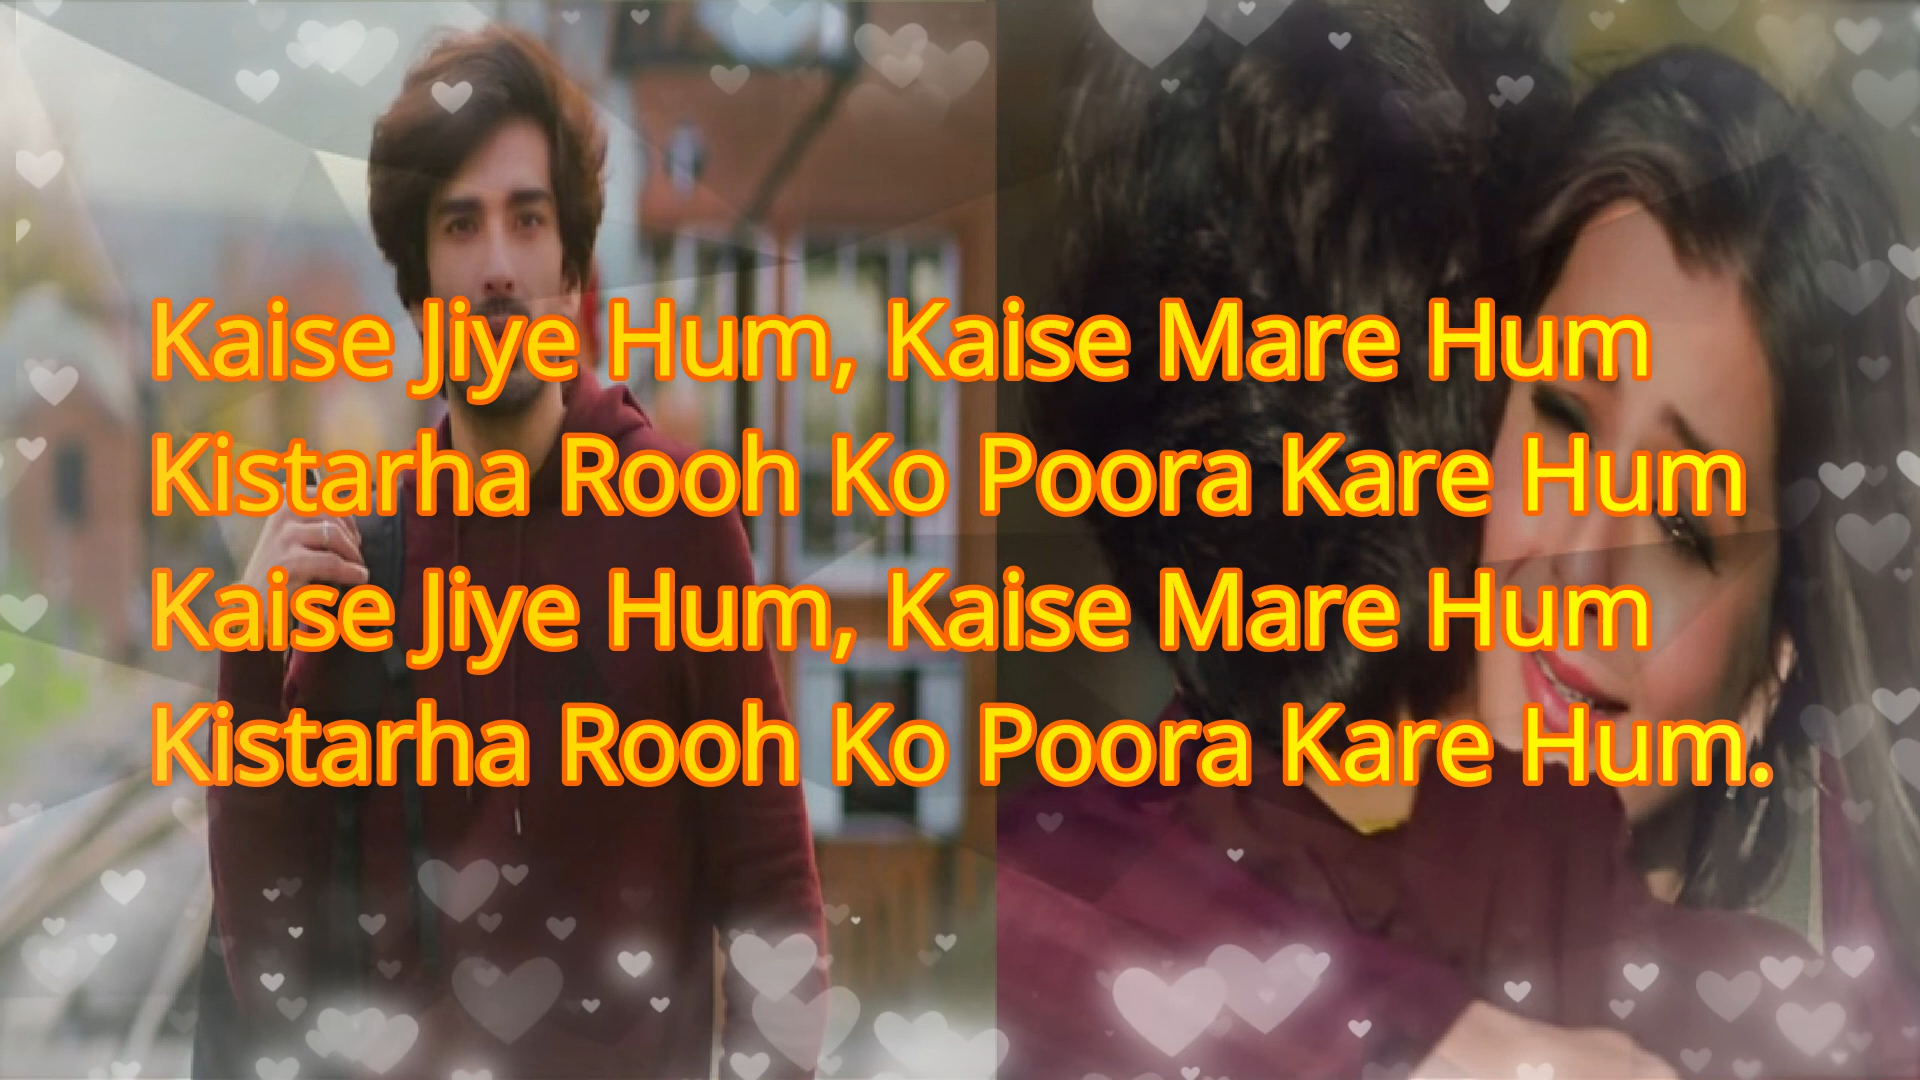 Kaise Jiye Hum, Kaise Mare Hum
Kistarha Rooh Ko Poora Kare Hum
Kaise Jiye Hum, Kaise Mare Hum
Kistarha Rooh Ko Poora Kare Hum.